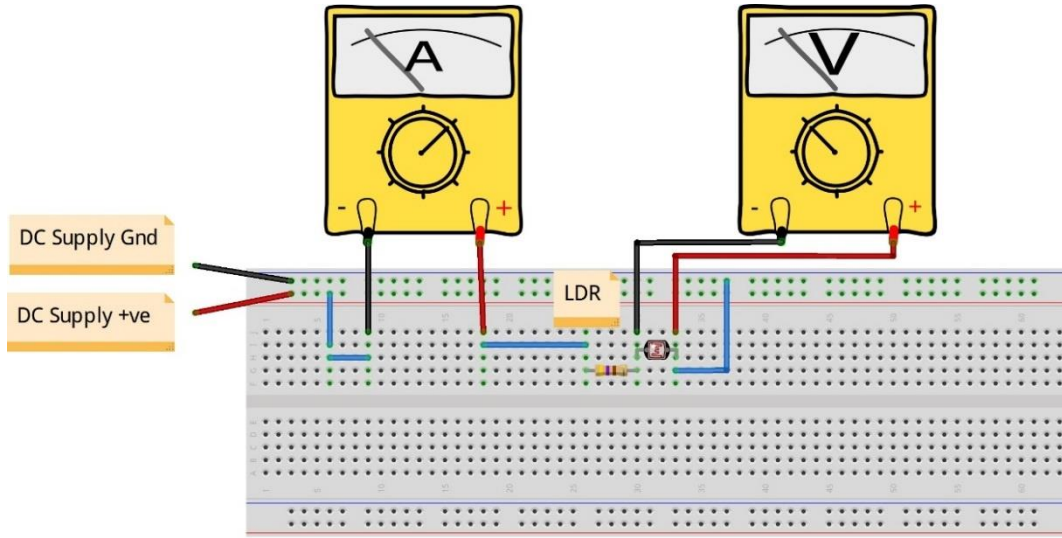 A
V
- +
- +
DC Supply Gnd
DC Supply +ve
LDR